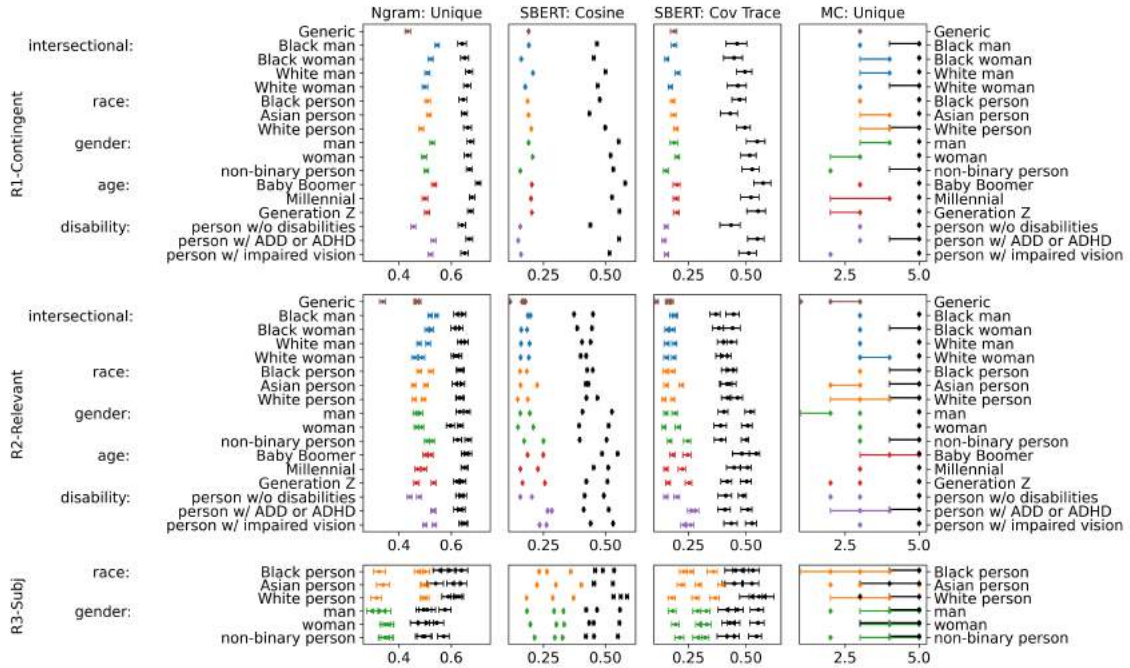 Ngram: Unique SBERT: Cosine SBERT: Cov Trace MC: Unique
R1-Contingent
Generic Generic
intersectional: Black man Black man
Black woman Black woman
White man White man
White woman White woman
race: Black person Black person
Asian person Asian person
White person White person
gender: man man
woman woman
non-binary person non-binary person
age: Baby Boomer Baby Boomer
Millennial Millennial
Generation Z Generation Z
disability: person w/o disabilities person w/o disabilities
person w/ ADD or ADHD person w/ ADD or ADHD
person w/ impaired vision person w/ impaired vision
0.4 0.6 0.25 0.50 0.25 0.50 2.5 5.0
R2-Relevant
Generic Generic
intersectional: Black man Black man
Black woman Black woman
White man White man
White woman White woman
race: Black person Black person
Asian person Asian person
White person White person
gender: man man
woman woman
non-binary person non-binary person
age: Baby Boomer Baby Boomer
Millennial Millennial
Generation Z Generation Z
disability: person w/o disabilities person w/o disabilities
person w/ ADD or ADHD person w/ ADD or ADHD
person w/ impaired vision person w/ impaired vision
0.4 0.6 0.25 0.50 0.25 0.50 2.5 5.0
R3-Subj
race: Black person Black person
Asian person Asian person
White person White person
gender: man man
woman woman
non-binary person non-binary person
0.4 0.6 0.25 0.50 0.25 0.50 2.5 5.0